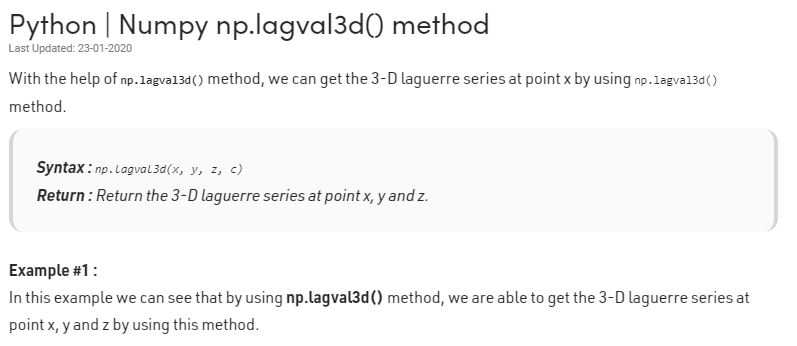 Python | Numpy np.lagval3d() method
Last Updated: 23-01-2020
With the help of np.lagval3d() method, we can get the 3-D laguerre series at point x by using np.lagval3d()
method.
Syntax : np.lagval3d(x, y, z, c)
Return : Return the 3-D laguerre series at point x, y and z.
Example #1 :
In this example we can see that by using np.lagval3d() method, we are able to get the 3-D laguerre series at
point x, y and z by using this method.